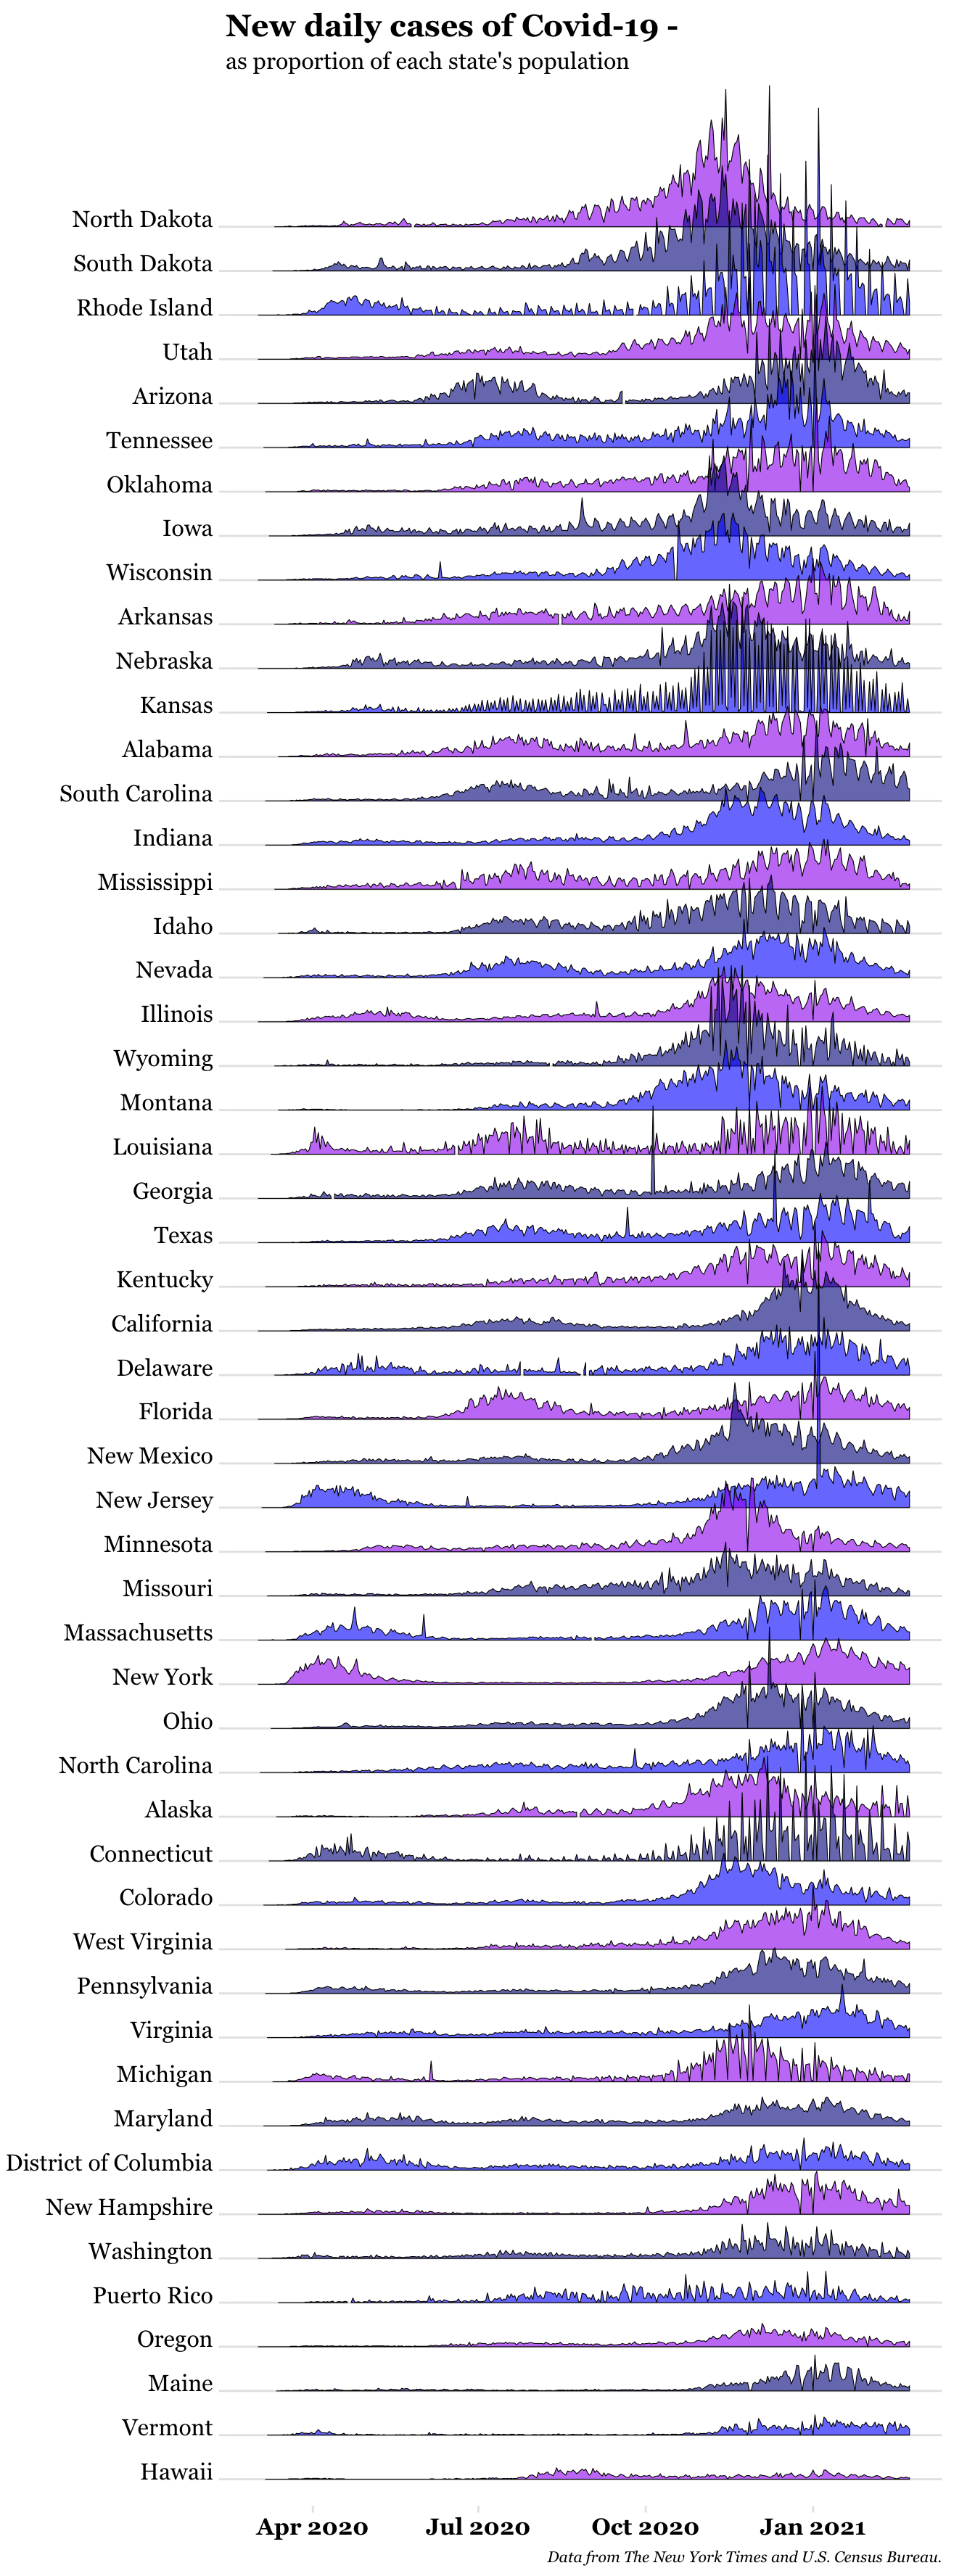 New daily cases of Covid-19 -
as proportion of each state's population
North Dakota
South Dakota
Rhode Island
Utah
Arizona
Tennessee
Oklahoma
Iowa
Wisconsin
Arkansas
Nebraska
Kansas
Alabama
South Carolina
Indiana
Mississippi
Idaho
Nevada
Illinois
Wyoming
Montana
Louisiana
Georgia
Texas
Kentucky
California
Delaware
Florida
New Mexico
New Jersey
Minnesota
Missouri
Massachusetts
New York
Ohio
North Carolina
Alaska
Connecticut
Colorado
West Virginia
Pennsylvania
Virginia
Michigan
Maryland
District of Columbia
New Hampshire
Washington
Puerto Rico
Oregon
Maine
Vermont
Hawaii
Apr 2020 Jul 2020 Oct 2020 Jan 2021
Data from The New York Times and U.S. Census Bureau.